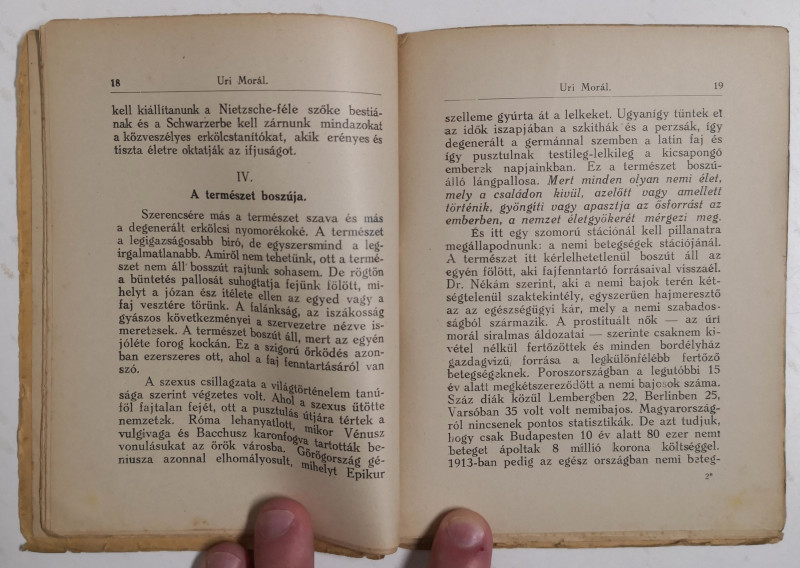 18
Uri Morál.
kell kiállítanunk a Nietzsche-féle szőke bestiá-
nak és a Schwarzerbe kell zárnunk mindazokat
a közveszélyes erkölcstanítókat, akik erényes és
tiszta életre oktatják az ifjuságot.
IV.
A természet boszúja.
Szerencsére más a természet szava és más
a degenerált erkölcsi nyomorékoké. A természet
a legigazságosabb biró, de egyszersmind a leg-
irgalmatlanabb. Amiről nem tehetünk, ott a termé-
szet nem áll bosszút rajtunk sohasem. De rögtön
a büntetés pallosát suhogtatja fejünk fölött, mi-
helyt a józan ész ítélete ellen az egyed vagy a
faj vesztére törünk. A falánkság, az iszákosság
gyászos következményei a szervezetre nézve is-
meretesek. A természet boszút áll, mert az egyén
jóléte forog kockán. Ez a szigorú őrködés azon-
ban ezerszeres ott, ahol a faj fenntartásáról van
szó.
A szexus csillagzata a világtörténelem tanú-
sága szerint végzetes volt. Ahol a szexus ütötte
föl fajtalan fejét, ott a pusztulás útjára tértek a
nemzetek. Róma lehanyatlott, mikor Vénusz
vulgivaga és Bacchusz karonfogva tartották be-
vonulásukat az örök városba. Görögország gé-
niusza azonnal elhomályosult, mihelyt Epikur
Uri Morál.
19
szelleme gyúrta át a lelkeket. Ugyanígy tűntek el
az idők iszapjában a szkithák és a perzsák, így
degenerált a germánnal szemben a latin faj és
így pusztulnak testileg-lelkileg a kicsapongó
emberek napjainkban. Ez a természet boszú-
álló lángpallosa. Mert minden olyan nemi élet,
mely a családon kivül, azelőtt vagy amellett
történik, gyöngíti vagy apasztja az ősforrást az
emberben, a nemzet életgyökerét mérgezi meg.
És itt egy szomorú stációnál kell pillanatra
megállapodnunk: a nemi betegségek stációjánál.
A természet itt kérlelhetetlenül boszút áll az
egyén fölött, aki fajfenntartó forrásaival visszaél.
Dr. Nékám szerint, aki a nemi bajok terén két-
ségtelenül szaktekintély, egyszerűen hajmeresztő
az az egészségügyi kár, mely a nemi szabados-
ságból származik. A prostituált nők — az úri
morál siralmas áldozatai — szerinte csaknem ki-
vétel nélkül fertőzöttek és minden bordélyház
gazdagvizű forrása a legkülönfélébb fertőző
betegségeknek. Poroszországban a legutóbbi 15
év alatt megkétszereződött a nemi bajosok száma.
Száz diák közül Lembergben 22, Berlinben 25,
Varsóban 35 volt volt nemibajos. Magyarország-
ról nincsenek pontos statisztikák. De azt tudjuk,
hogy csak Budapesten 10 év alatt 80 ezer nemi
beteget ápoltak 8 millió korona költséggel.
1913-ban pedig az egész országban nemi beteg-
2*